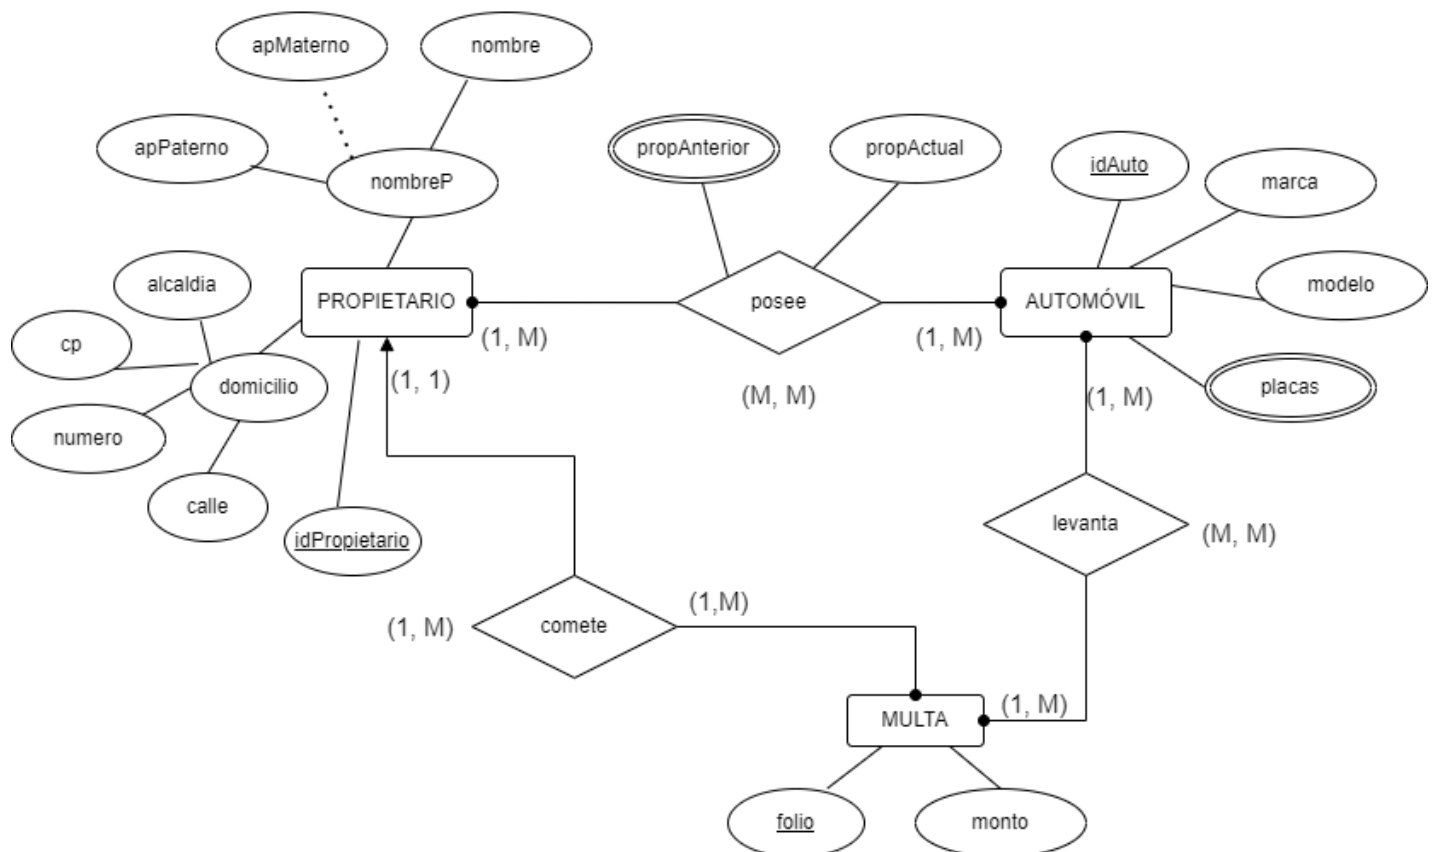 apMaterno
nombre
apPaterno
nombreP
propAnterior
propActual
idAuto
marca
alcaldia
PROPIETARIO
posee
AUTOMÓVIL
modelo
cp
(1, M)
(1, M)
domicilio
(1, 1)
(M, M)
(1, M)
placas
numero
calle
idPropietario
levanta
(M, M)
(1, M)
comete
(1,M)
MULTA
(1, M)
folio
monto